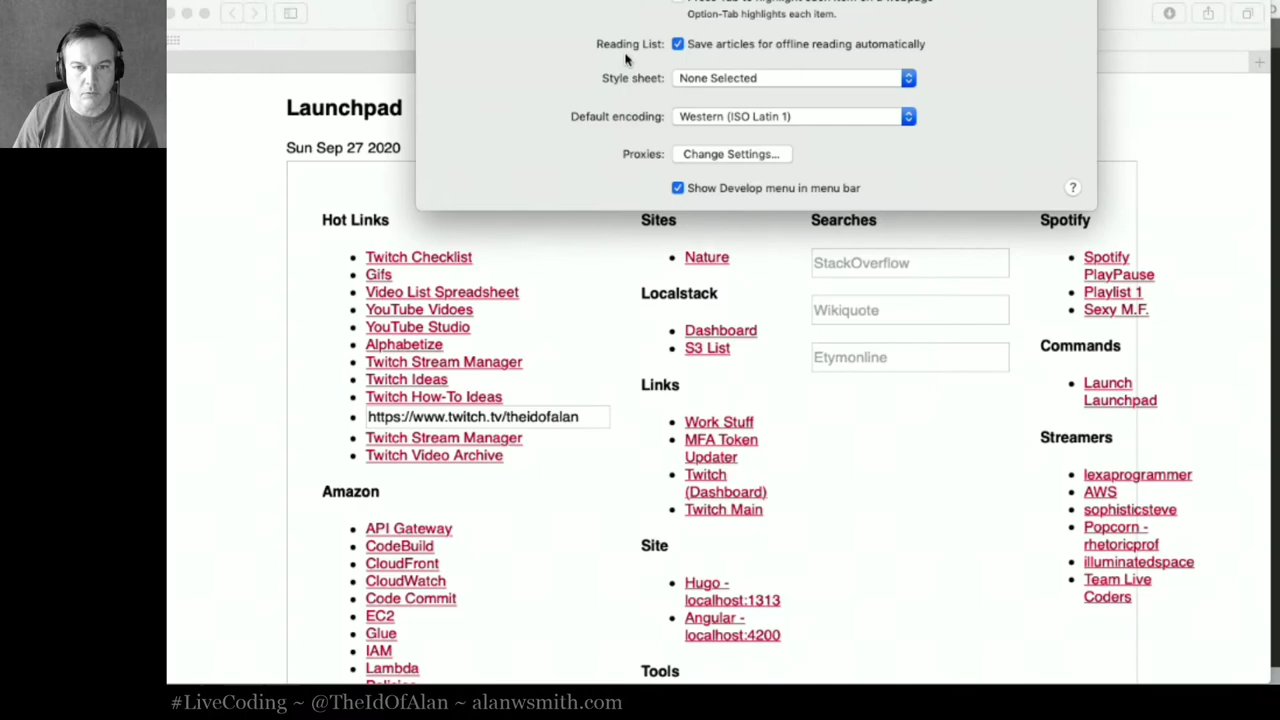 Option-Tab highlights each item.
Reading List: Save articles for offline reading automatically
Style sheet: None Selected
Default encoding: Western (ISO Latin 1)
Proxies: Change Settings...
Show Develop menu in menu bar
?
Launchpad
Sun Sep 27 2020
Hot Links
Twitch Checklist
Gifs
Video List Spreadsheet
YouTube Vidoes
YouTube Studio
Alphabetize
Twitch Stream Manager
Twitch Ideas
Twitch How-To Ideas
https://www.twitch.tv/theidofalan
Twitch Stream Manager
Twitch Video Archive
Amazon
API Gateway
CodeBuild
CloudFront
CloudWatch
Code Commit
EC2
Glue
IAM
Lambda
Sites
Nature
Localstack
Dashboard
S3 List
Links
Work Stuff
MFA Token
Updater
Twitch
(Dashboard)
Twitch Main
Site
Hugo -
localhost:1313
Angular -
localhost:4200
Tools
Searches
StackOverflow
Wikiquote
Etymonline
Spotify
Spotify
PlayPause
Playlist 1
Sexy M.F.
Commands
Launch
Launchpad
Streamers
lexaprogrammer
AWS
sophisticsteve
Popcorn -
rhetoricprof
illuminatedspace
Team Live
Coders
#LiveCoding ~ @TheIdOfAlan ~ alanwsmith.com